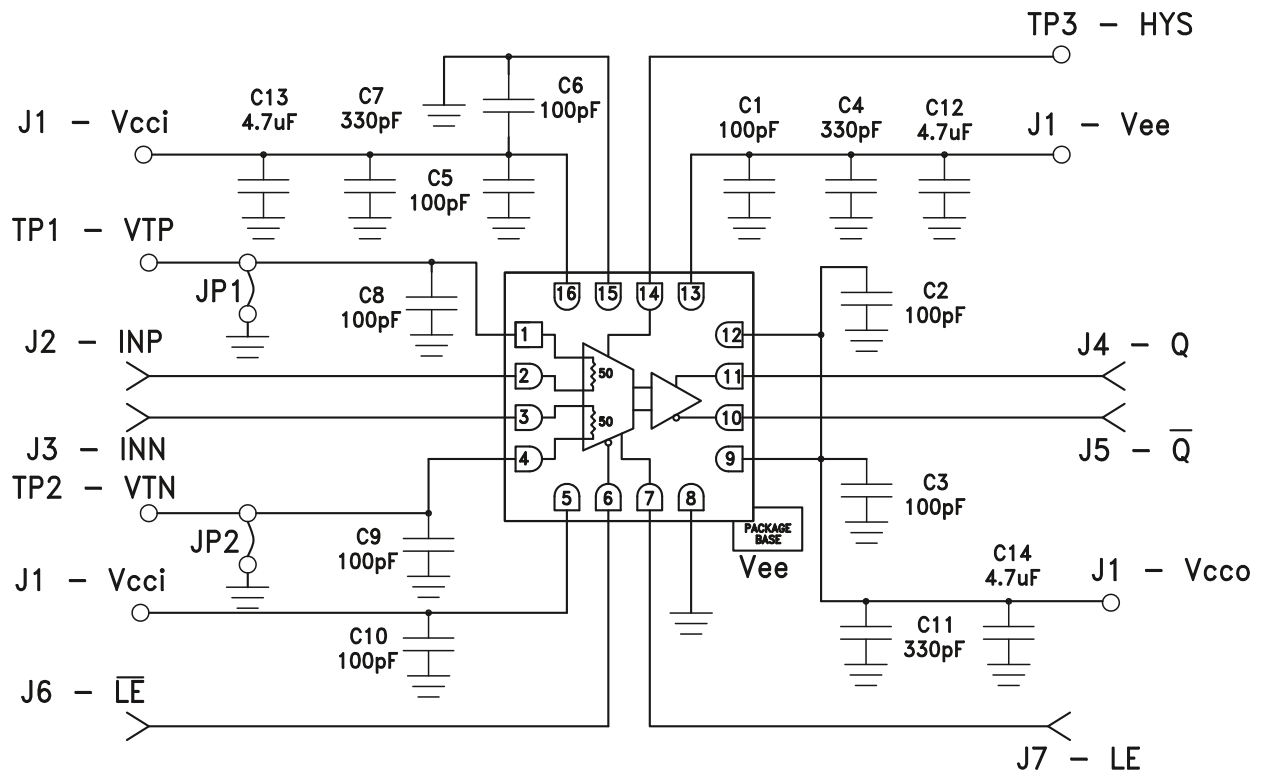 TP3 - HYS
J1 - Vcci
C13
4.7uF
C7
330pF
C6
100pF
C5
100pF
C1
100pF
C4
330pF
C12
4.7uF
J1 - Vee
TP1 - VTP
JP1
C8
100pF
16
15
14
13
C2
100pF
J2 - INP
1
12
J4 - Q
2
50
11
3
50
10
J3 - INN
J5 - Q̅
4
9
TP2 - VTN
5
6
7
8
C3
100pF
JP2
C9
100pF
PACKAGE
BASE
Vee
J1 - Vcci
C14
4.7uF
J1 - Vcco
C10
100pF
C11
330pF
J6 - L̅E̅
J7 - LE